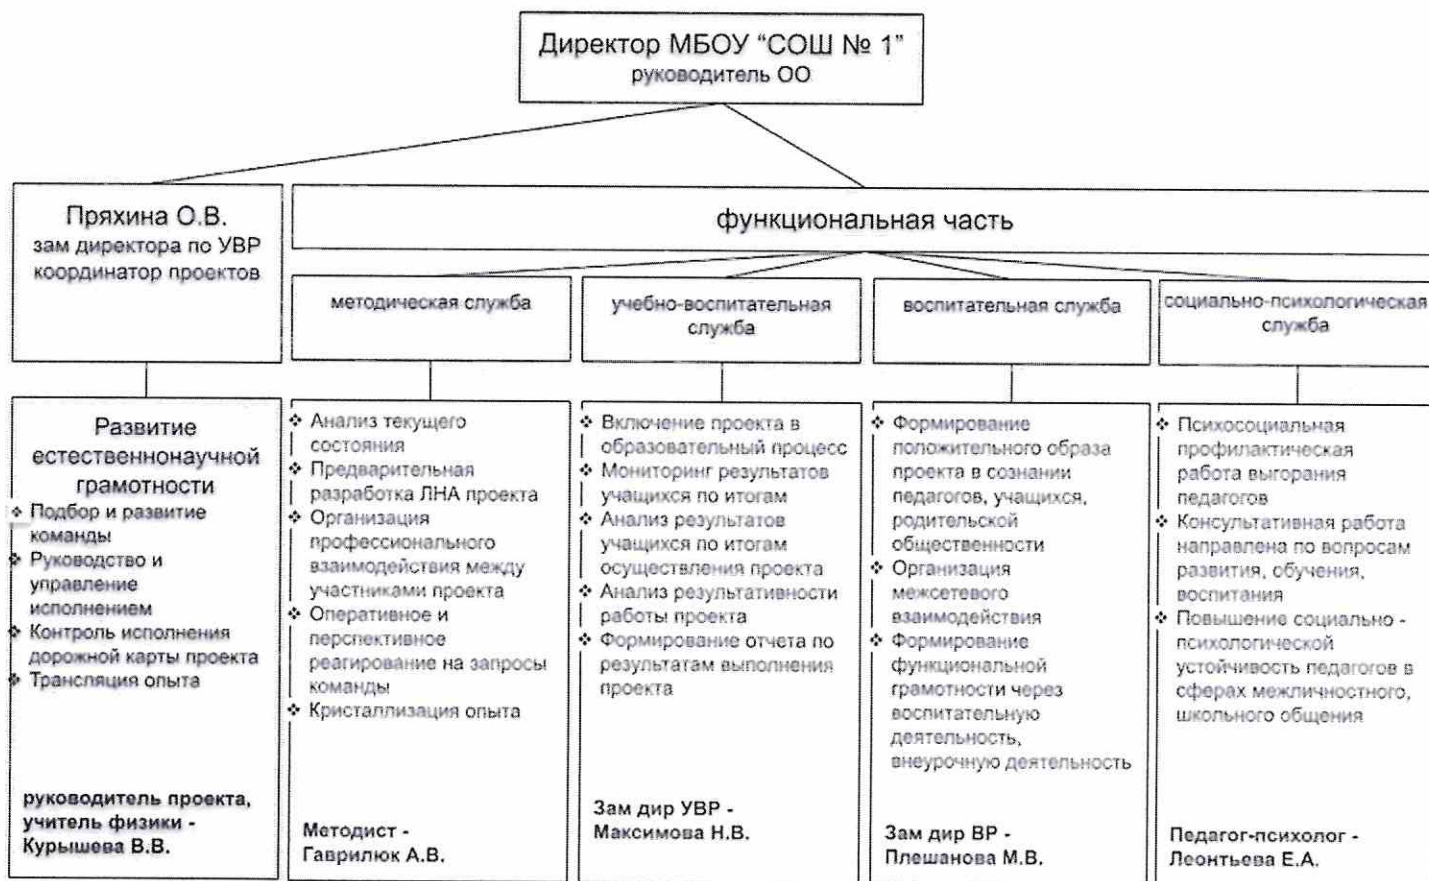 Директор МБОУ “СОШ № 1”
руководитель ОО
Пряхина О.В.
зам директора по УВР
координатор проектов
функциональная часть
методическая служба
учебно-воспитательная
служба
воспитательная служба
социально-психологическая
служба
Развитие
естественнонаучной
грамотности
❖ Подбор и развитие
команды
❖ Руководство и
управление
исполнением
❖ Контроль исполнения
дорожной карты проекта
❖ Трансляция опыта
руководитель проекта,
учитель физики -
Курышева В.В.
❖ Анализ текущего
состояния
❖ Предварительная
разработка ЛНА проекта
❖ Организация
профессионального
взаимодействия между
участниками проекта
❖ Оперативное и
перспективное
реагирование на запросы
команды
❖ Кристаллизация опыта
Методист -
Гаврилюк А.В.
❖ Включение проекта в
образовательный процесс
❖ Мониторинг результатов
учащихся по итогам
❖ Анализ результатов
учащихся по итогам
осуществления проекта
❖ Анализ результативности
работы проекта
❖ Формирование отчета по
результатам выполнения
проекта
Зам дир УВР -
Максимова Н.В.
❖ Формирование
положительного образа
проекта в сознании
педагогов, учащихся,
родительской
общественности
❖ Организация
межсетевого
взаимодействия
❖ Формирование
функциональной
грамотности через
воспитательную
деятельность,
внеурочную деятельность
Зам дир ВР -
Плешанова М.В.
❖ Психосоциальная
профилактическая
работа выгорания
педагогов
❖ Консультативная работа
направлена по вопросам
развития, обучения,
воспитания
❖ Повышение социально -
психологической
устойчивость педагогов в
сферах межличностного,
школьного общения
Педагог-психолог -
Леонтьева Е.А.